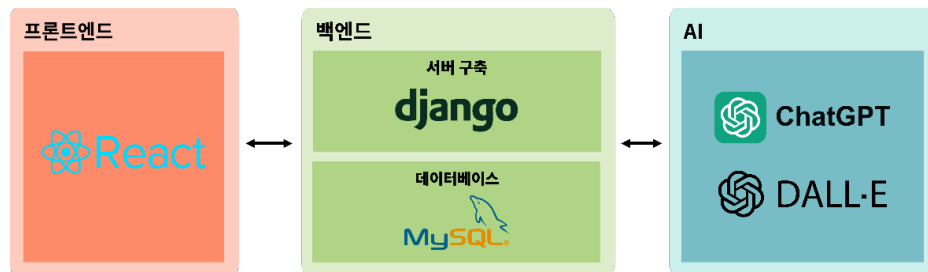 프론트엔드
React
백엔드
서버 구축
django
데이터베이스
MySQL®
AI
ChatGPT
DALL·E